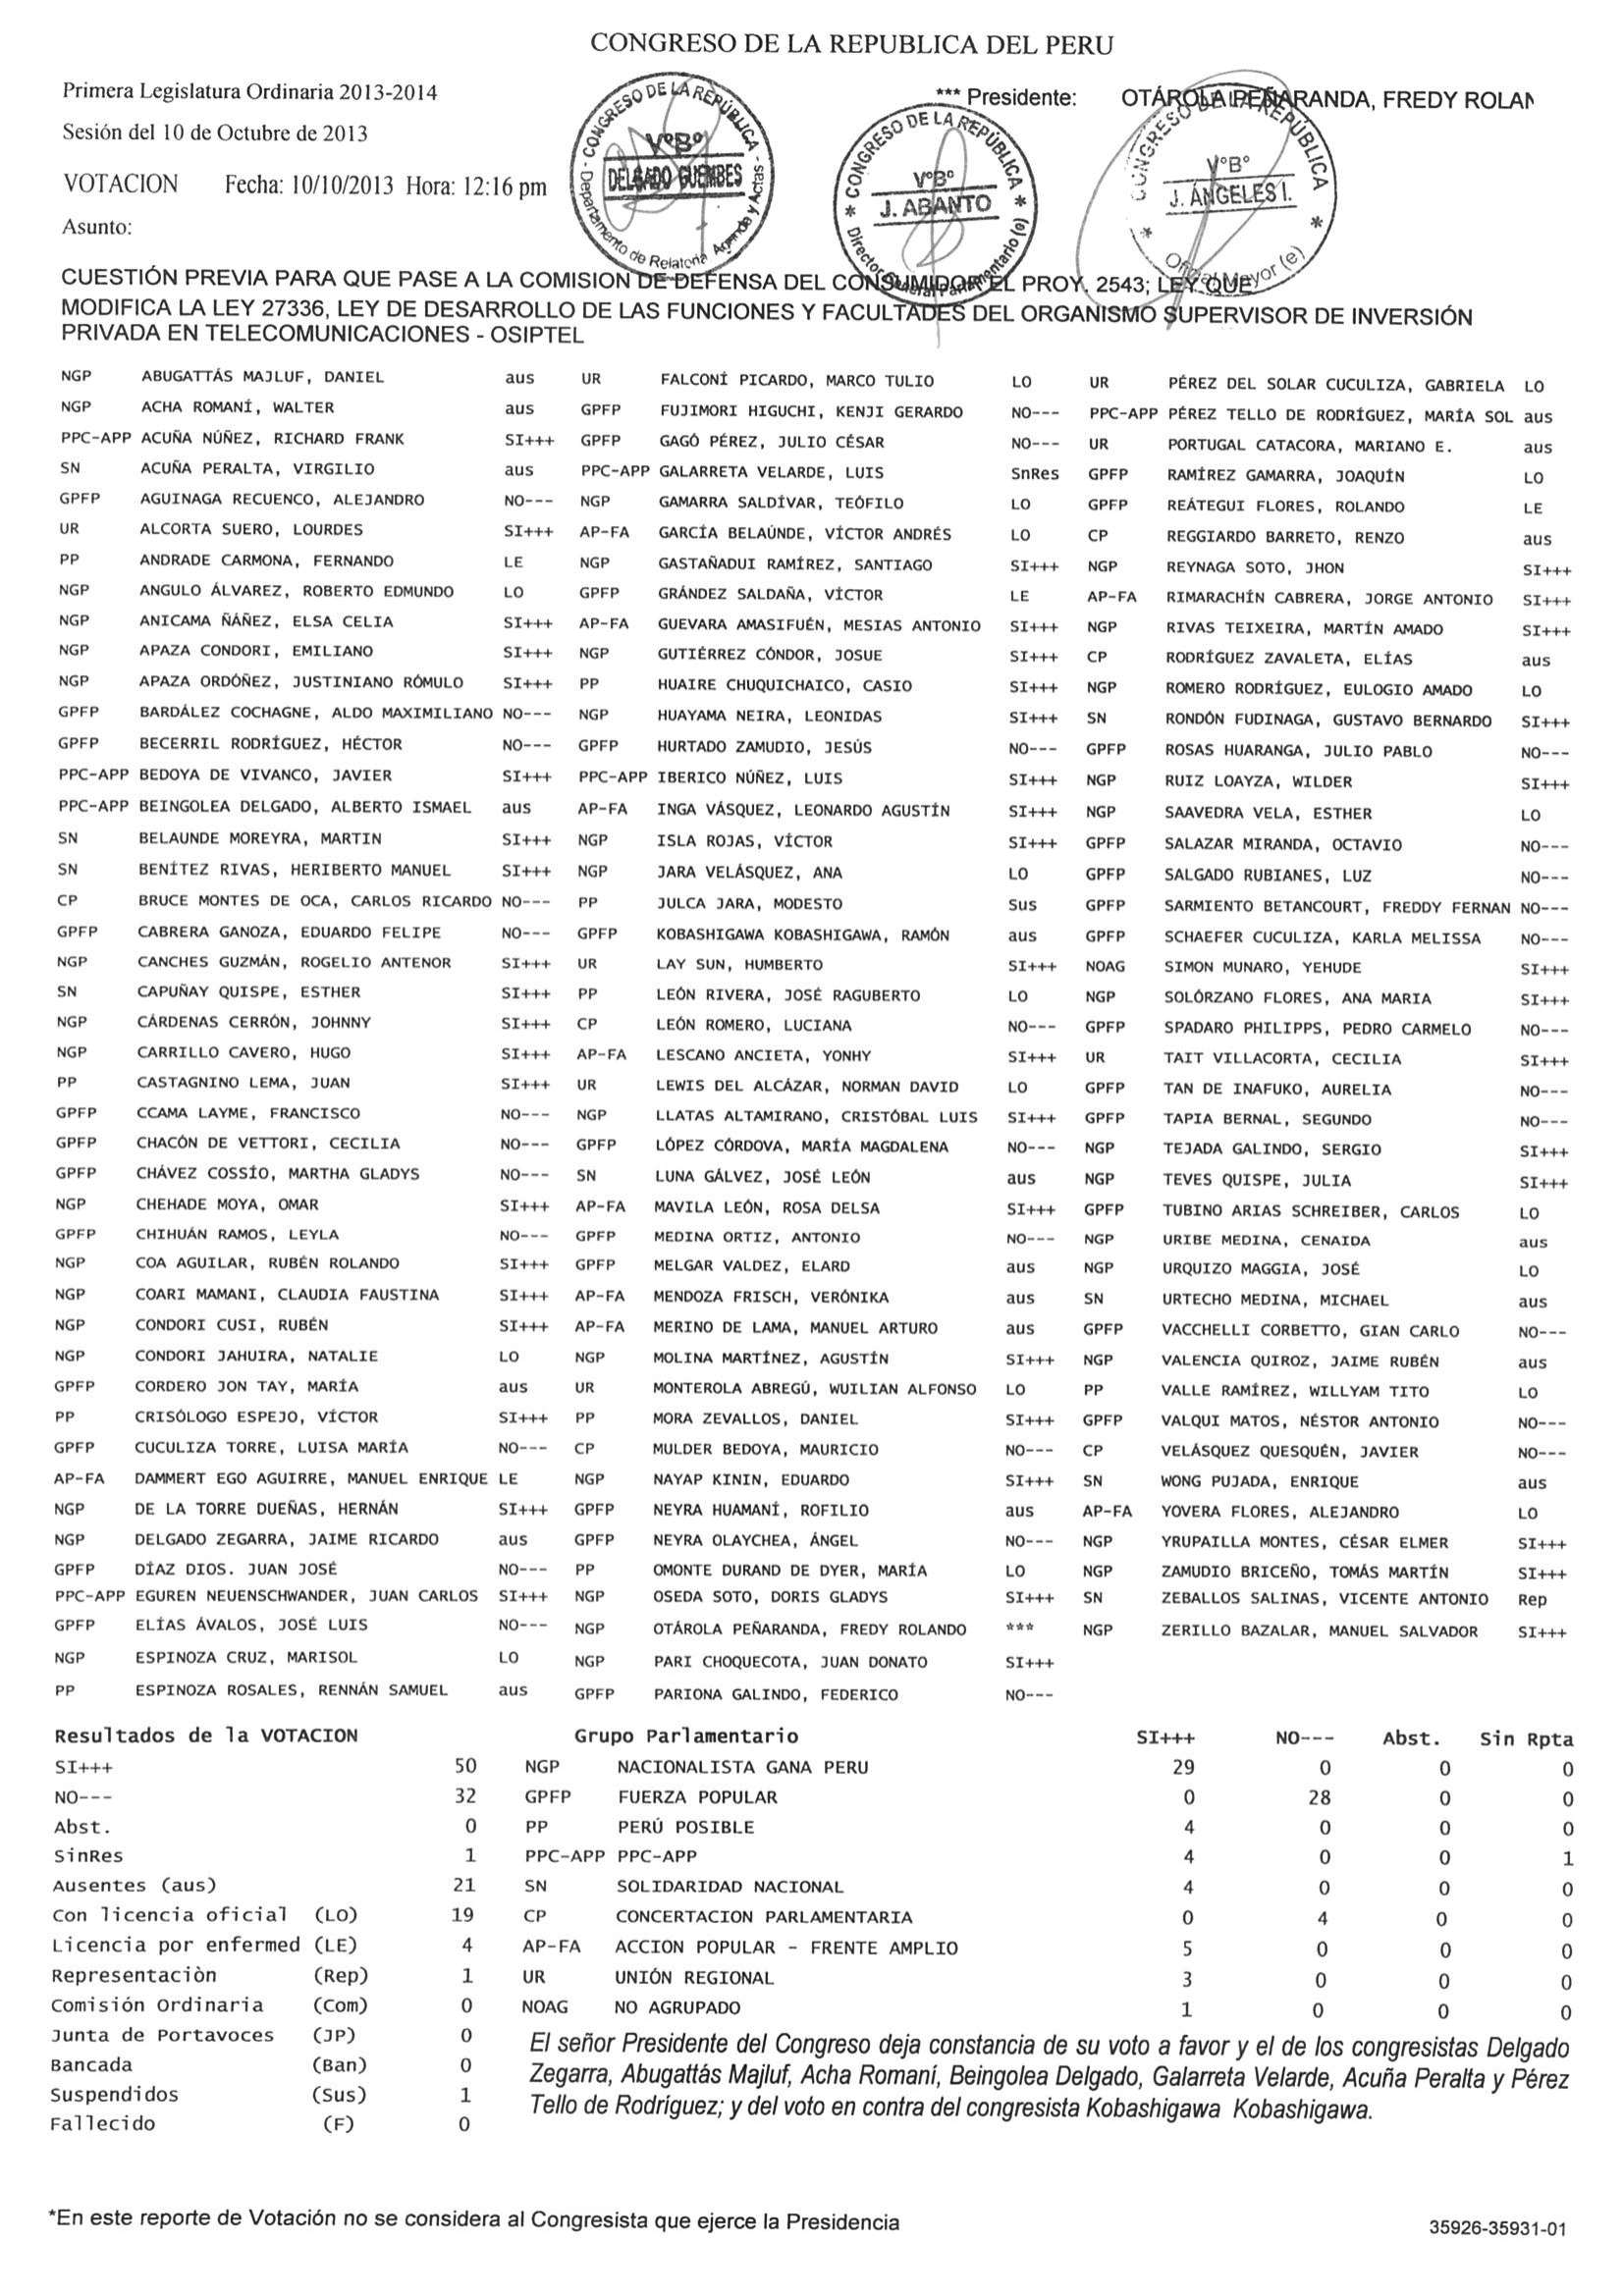 CONGRESO DE LA REPUBLICA DEL PERU
Primera Legislatura Ordinaria 2013-2014
*** Presidente: OTÁROLA PEÑARANDA, FREDY ROLAN
Sesión del 10 de Octubre de 2013
VOTACION Fecha: 10/10/2013 Hora: 12:16 pm
Asunto:
CONGRESO DE LA REPÚBLICA
VºBº
DELGADO GUEMBES
Departamento de Relatoria Agenda y Actas
CONGRESO DE LA REPÚBLICA
VºBº
J. ABANTO
Director General Parlamentario (e)
CONGRESO DE LA REPÚBLICA
VºBº
J. ÁNGELES I.
Oficial Mayor (e)
CUESTIÓN PREVIA PARA QUE PASE A LA COMISION DE DEFENSA DEL CONSUMIDOR EL PROY. 2543; LEY QUE
MODIFICA LA LEY 27336, LEY DE DESARROLLO DE LAS FUNCIONES Y FACULTADES DEL ORGANISMO SUPERVISOR DE INVERSIÓN
PRIVADA EN TELECOMUNICACIONES - OSIPTEL
NGP ABUGATTÁS MAJLUF, DANIEL aus UR FALCONÍ PICARDO, MARCO TULIO LO UR PÉREZ DEL SOLAR CUCULIZA, GABRIELA LO
NGP ACHA ROMANÍ, WALTER aus GPFP FUJIMORI HIGUCHI, KENJI GERARDO NO--- PPC-APP PÉREZ TELLO DE RODRÍGUEZ, MARÍA SOL aus
PPC-APP ACUÑA NÚÑEZ, RICHARD FRANK SI+++ GPFP GAGÓ PÉREZ, JULIO CÉSAR NO--- UR PORTUGAL CATACORA, MARIANO E. aus
SN ACUÑA PERALTA, VIRGILIO aus PPC-APP GALARRETA VELARDE, LUIS SnRes GPFP RAMÍREZ GAMARRA, JOAQUÍN LO
GPFP AGUINAGA RECUENCO, ALEJANDRO NO--- NGP GAMARRA SALDÍVAR, TEÓFILO LO GPFP REÁTEGUI FLORES, ROLANDO LE
UR ALCORTA SUERO, LOURDES SI+++ AP-FA GARCÍA BELAÚNDE, VÍCTOR ANDRÉS LO CP REGGIARDO BARRETO, RENZO aus
PP ANDRADE CARMONA, FERNANDO LE NGP GASTAÑADUI RAMÍREZ, SANTIAGO SI+++ NGP REYNAGA SOTO, JHON SI+++
NGP ANGULO ÁLVAREZ, ROBERTO EDMUNDO LO GPFP GRÁNDEZ SALDAÑA, VÍCTOR LE AP-FA RIMARACHÍN CABRERA, JORGE ANTONIO SI+++
NGP ANICAMA ÑÁÑEZ, ELSA CELIA SI+++ AP-FA GUEVARA AMASIFUÉN, MESIAS ANTONIO SI+++ NGP RIVAS TEIXEIRA, MARTÍN AMADO SI+++
NGP APAZA CONDORI, EMILIANO SI+++ NGP GUTIÉRREZ CÓNDOR, JOSUE SI+++ CP RODRÍGUEZ ZAVALETA, ELÍAS aus
NGP APAZA ORDÓÑEZ, JUSTINIANO RÓMULO SI+++ PP HUAIRE CHUQUICHAICO, CASIO SI+++ NGP ROMERO RODRÍGUEZ, EULOGIO AMADO LO
GPFP BARDÁLEZ COCHAGNE, ALDO MAXIMILIANO NO--- NGP HUAYAMA NEIRA, LEONIDAS SI+++ SN RONDÓN FUDINAGA, GUSTAVO BERNARDO SI+++
GPFP BECERRIL RODRÍGUEZ, HÉCTOR NO--- GPFP HURTADO ZAMUDIO, JESÚS NO--- GPFP ROSAS HUARANGA, JULIO PABLO NO---
PPC-APP BEDOYA DE VIVANCO, JAVIER SI+++ PPC-APP IBERICO NÚÑEZ, LUIS SI+++ NGP RUIZ LOAYZA, WILDER SI+++
PPC-APP BEINGOLEA DELGADO, ALBERTO ISMAEL aus AP-FA INGA VÁSQUEZ, LEONARDO AGUSTÍN SI+++ NGP SAAVEDRA VELA, ESTHER LO
SN BELAUNDE MOREYRA, MARTIN SI+++ NGP ISLA ROJAS, VÍCTOR SI+++ GPFP SALAZAR MIRANDA, OCTAVIO NO---
SN BENÍTEZ RIVAS, HERIBERTO MANUEL SI+++ NGP JARA VELÁSQUEZ, ANA LO GPFP SALGADO RUBIANES, LUZ NO---
CP BRUCE MONTES DE OCA, CARLOS RICARDO NO--- PP JULCA JARA, MODESTO Sus GPFP SARMIENTO BETANCOURT, FREDDY FERNAN NO---
GPFP CABRERA GANOZA, EDUARDO FELIPE NO--- GPFP KOBASHIGAWA KOBASHIGAWA, RAMÓN aus GPFP SCHAEFER CUCULIZA, KARLA MELISSA NO---
NGP CANCHES GUZMÁN, ROGELIO ANTENOR SI+++ UR LAY SUN, HUMBERTO SI+++ NOAG SIMON MUNARO, YEHUDE SI+++
SN CAPUÑAY QUISPE, ESTHER SI+++ PP LEÓN RIVERA, JOSÉ RAGUBERTO LO NGP SOLÓRZANO FLORES, ANA MARIA SI+++
NGP CÁRDENAS CERRÓN, JOHNNY SI+++ CP LEÓN ROMERO, LUCIANA NO--- GPFP SPADARO PHILIPPS, PEDRO CARMELO NO---
NGP CARRILLO CAVERO, HUGO SI+++ AP-FA LESCANO ANCIETA, YONHY SI+++ UR TAIT VILLACORTA, CECILIA SI+++
PP CASTAGNINO LEMA, JUAN SI+++ UR LEWIS DEL ALCÁZAR, NORMAN DAVID LO GPFP TAN DE INAFUKO, AURELIA NO---
GPFP CCAMA LAYME, FRANCISCO NO--- NGP LLATAS ALTAMIRANO, CRISTÓBAL LUIS SI+++ GPFP TAPIA BERNAL, SEGUNDO NO---
GPFP CHACÓN DE VETTORI, CECILIA NO--- GPFP LÓPEZ CÓRDOVA, MARÍA MAGDALENA NO--- NGP TEJADA GALINDO, SERGIO SI+++
GPFP CHÁVEZ COSSÍO, MARTHA GLADYS NO--- SN LUNA GÁLVEZ, JOSÉ LEÓN aus NGP TEVES QUISPE, JULIA SI+++
NGP CHEHADE MOYA, OMAR SI+++ AP-FA MAVILA LEÓN, ROSA DELSA SI+++ GPFP TUBINO ARIAS SCHREIBER, CARLOS LO
GPFP CHIHUÁN RAMOS, LEYLA NO--- GPFP MEDINA ORTIZ, ANTONIO NO--- NGP URIBE MEDINA, CENAIDA aus
NGP COA AGUILAR, RUBÉN ROLANDO SI+++ GPFP MELGAR VALDEZ, ELARD aus NGP URQUIZO MAGGIA, JOSÉ LO
NGP COARI MAMANI, CLAUDIA FAUSTINA SI+++ AP-FA MENDOZA FRISCH, VERÓNIKA aus SN URTECHO MEDINA, MICHAEL aus
NGP CONDORI CUSI, RUBÉN SI+++ AP-FA MERINO DE LAMA, MANUEL ARTURO aus GPFP VACCHELLI CORBETTO, GIAN CARLO NO---
NGP CONDORI JAHUIRA, NATALIE LO NGP MOLINA MARTÍNEZ, AGUSTÍN SI+++ NGP VALENCIA QUIROZ, JAIME RUBÉN aus
GPFP CORDERO JON TAY, MARÍA aus UR MONTEROLA ABREGÚ, WUILIAN ALFONSO LO PP VALLE RAMÍREZ, WILLYAM TITO LO
PP CRISÓLOGO ESPEJO, VÍCTOR SI+++ PP MORA ZEVALLOS, DANIEL SI+++ GPFP VALQUI MATOS, NÉSTOR ANTONIO NO---
GPFP CUCULIZA TORRE, LUISA MARÍA NO--- CP MULDER BEDOYA, MAURICIO NO--- CP VELÁSQUEZ QUESQUÉN, JAVIER NO---
AP-FA DAMMERT EGO AGUIRRE, MANUEL ENRIQUE LE NGP NAYAP KININ, EDUARDO SI+++ SN WONG PUJADA, ENRIQUE aus
NGP DE LA TORRE DUEÑAS, HERNÁN SI+++ GPFP NEYRA HUAMANÍ, ROFILIO aus AP-FA YOVERA FLORES, ALEJANDRO LO
NGP DELGADO ZEGARRA, JAIME RICARDO aus GPFP NEYRA OLAYCHEA, ÁNGEL NO--- NGP YRUPAILLA MONTES, CÉSAR ELMER SI+++
GPFP DÍAZ DIOS. JUAN JOSÉ NO--- PP OMONTE DURAND DE DYER, MARÍA LO NGP ZAMUDIO BRICEÑO, TOMÁS MARTÍN SI+++
PPC-APP EGUREN NEUENSCHWANDER, JUAN CARLOS SI+++ NGP OSEDA SOTO, DORIS GLADYS SI+++ SN ZEBALLOS SALINAS, VICENTE ANTONIO Rep
GPFP ELÍAS ÁVALOS, JOSÉ LUIS NO--- NGP OTÁROLA PEÑARANDA, FREDY ROLANDO *** NGP ZERILLO BAZALAR, MANUEL SALVADOR SI+++
NGP ESPINOZA CRUZ, MARISOL LO NGP PARI CHOQUECOTA, JUAN DONATO SI+++
PP ESPINOZA ROSALES, RENNÁN SAMUEL aus GPFP PARIONA GALINDO, FEDERICO NO---
Resultados de la VOTACION Grupo Parlamentario SI+++ NO--- Abst. Sin Rpta
SI+++ 50 NGP NACIONALISTA GANA PERU 29 0 0 0
NO--- 32 GPFP FUERZA POPULAR 0 28 0 0
Abst. 0 PP PERÚ POSIBLE 4 0 0 0
SinRes 1 PPC-APP PPC-APP 4 0 0 1
Ausentes (aus) 21 SN SOLIDARIDAD NACIONAL 4 0 0 0
Con licencia oficial (LO) 19 CP CONCERTACION PARLAMENTARIA 0 4 0 0
Licencia por enfermed (LE) 4 AP-FA ACCION POPULAR - FRENTE AMPLIO 5 0 0 0
Representaciòn (Rep) 1 UR UNIÓN REGIONAL 3 0 0 0
Comisión Ordinaria (Com) 0 NOAG NO AGRUPADO 1 0 0 0
Junta de Portavoces (JP) 0
Bancada (Ban) 0
Suspendidos (Sus) 1
Fallecido (F) 0
El señor Presidente del Congreso deja constancia de su voto a favor y el de los congresistas Delgado
Zegarra, Abugattás Majluf, Acha Romaní, Beingolea Delgado, Galarreta Velarde, Acuña Peralta y Pérez
Tello de Rodríguez; y del voto en contra del congresista Kobashigawa Kobashigawa.
*En este reporte de Votación no se considera al Congresista que ejerce la Presidencia
35926-35931-01